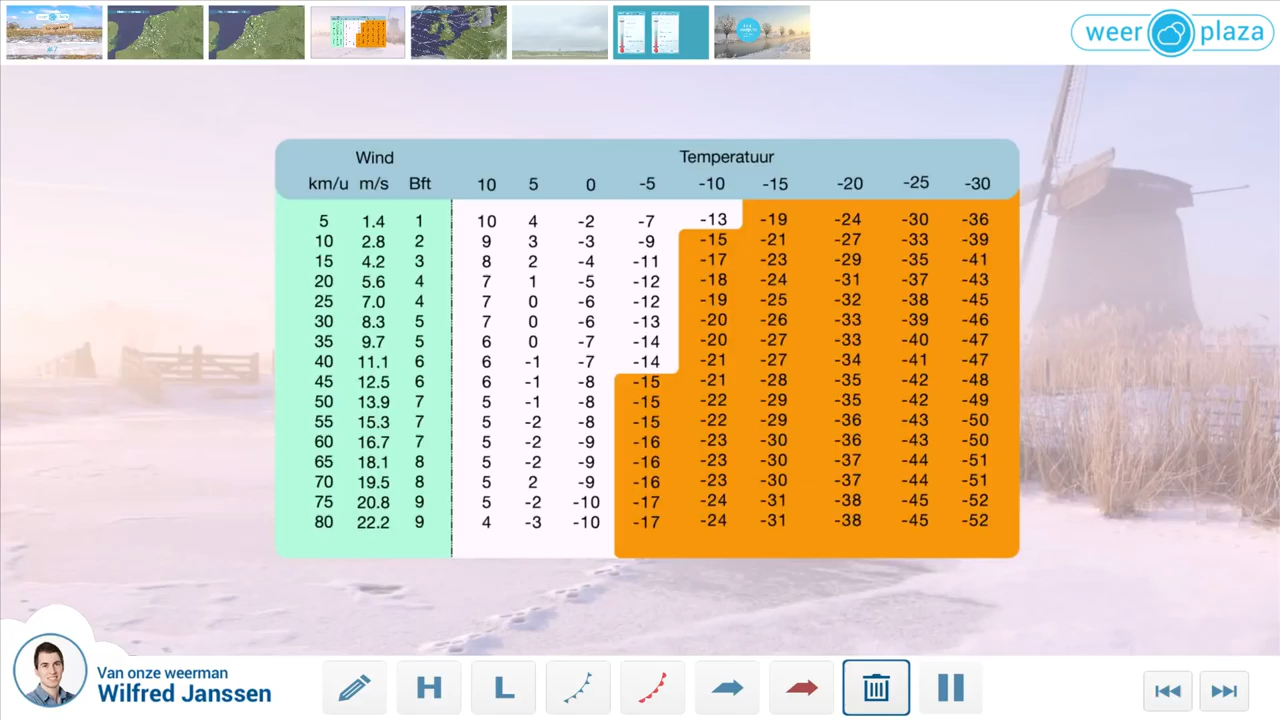 weer plaza
Wind Temperatuur
km/u m/s Bft 10 5 0 -5 -10 -15 -20 -25 -30
5 1.4 1 10 4 -2 -7 -13 -19 -24 -30 -36
10 2.8 2 9 3 -3 -9 -15 -21 -27 -33 -39
15 4.2 3 8 2 -4 -11 -17 -23 -29 -35 -41
20 5.6 4 7 1 -5 -12 -18 -24 -31 -37 -43
25 7.0 4 7 0 -6 -12 -19 -25 -32 -38 -45
30 8.3 5 7 0 -6 -13 -20 -26 -33 -39 -46
35 9.7 5 6 0 -7 -14 -20 -27 -33 -40 -47
40 11.1 6 6 -1 -7 -14 -21 -27 -34 -41 -47
45 12.5 6 6 -1 -8 -15 -21 -28 -35 -42 -48
50 13.9 7 5 -1 -8 -15 -22 -29 -35 -42 -49
55 15.3 7 5 -2 -8 -15 -22 -29 -36 -43 -50
60 16.7 7 5 -2 -9 -16 -23 -30 -36 -43 -50
65 18.1 8 5 -2 -9 -16 -23 -30 -37 -44 -51
70 19.5 8 5 2 -9 -16 -23 -30 -37 -44 -51
75 20.8 9 5 -2 -10 -17 -24 -31 -38 -45 -52
80 22.2 9 4 -3 -10 -17 -24 -31 -38 -45 -52
Van onze weerman
Wilfred Janssen
H L